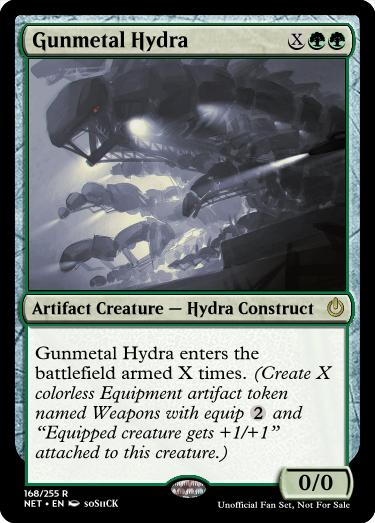 Gunmetal Hydra X
Artifact Creature — Hydra Construct
Gunmetal Hydra enters the
battlefield armed X times. (Create X
colorless Equipment artifact token
named Weapons with equip 2 and
“Equipped creature gets +1/+1”
attached to this creature.)
0/0
168/255 R
NET • EN soSiiCK
Unofficial Fan Set, Not For Sale